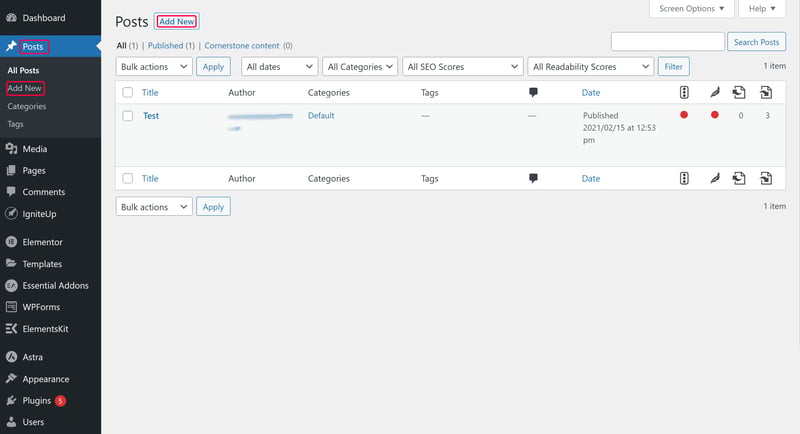 Dashboard
Posts
All Posts
Add New
Categories
Tags
Media
Pages
Comments
IgniteUp
Elementor
Templates
Essential Addons
WPForms
ElementsKit
Astra
Appearance
Plugins 5
Users
Screen Options Help
Posts Add New
All (1) | Published (1) | Cornerstone content (0)
Search Posts
Bulk actions Apply All dates All Categories All SEO Scores All Readability Scores Filter 1 item
Title Author Categories Tags Date
Test Default — — Published 0 3
2021/02/15 at 12:53
pm
Title Author Categories Tags Date
Bulk actions Apply 1 item